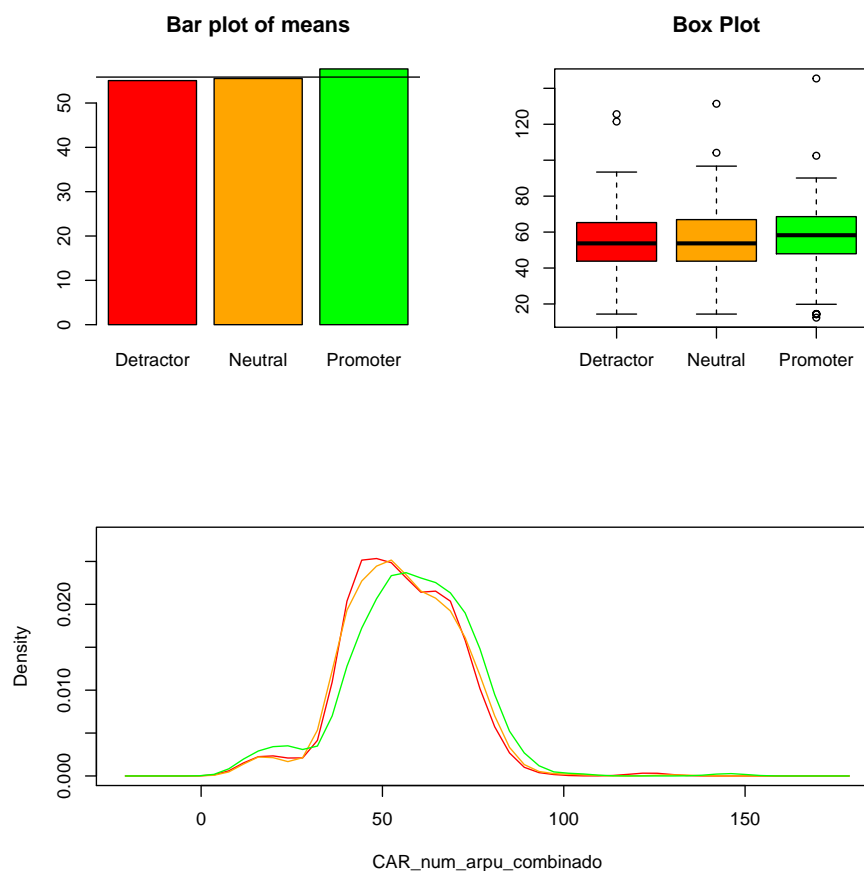 Bar plot of means
50
40
30
20
10
0
Detractor Neutral Promoter
Box Plot
120
80
60
40
20
Detractor Neutral Promoter
Density
0.020
0.010
0.000
0 50 100 150
CAR_num_arpu_combinado